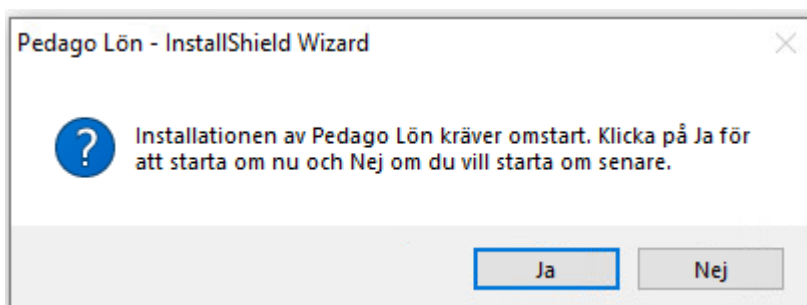 Pedago Lön - InstallShield Wizard
Installationen av Pedago Lön kräver omstart. Klicka på Ja för
att starta om nu och Nej om du vill starta om senare.
Ja
Nej